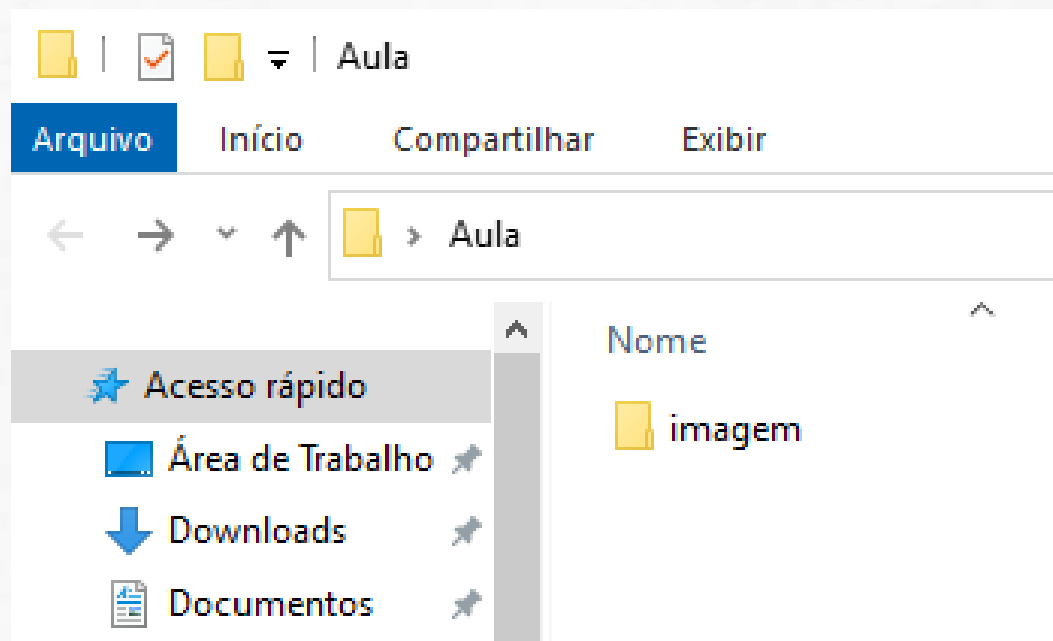 Aula
Arquivo Início Compartilhar Exibir
Aula
Nome
Acesso rápido
imagem
Área de Trabalho
Downloads
Documentos